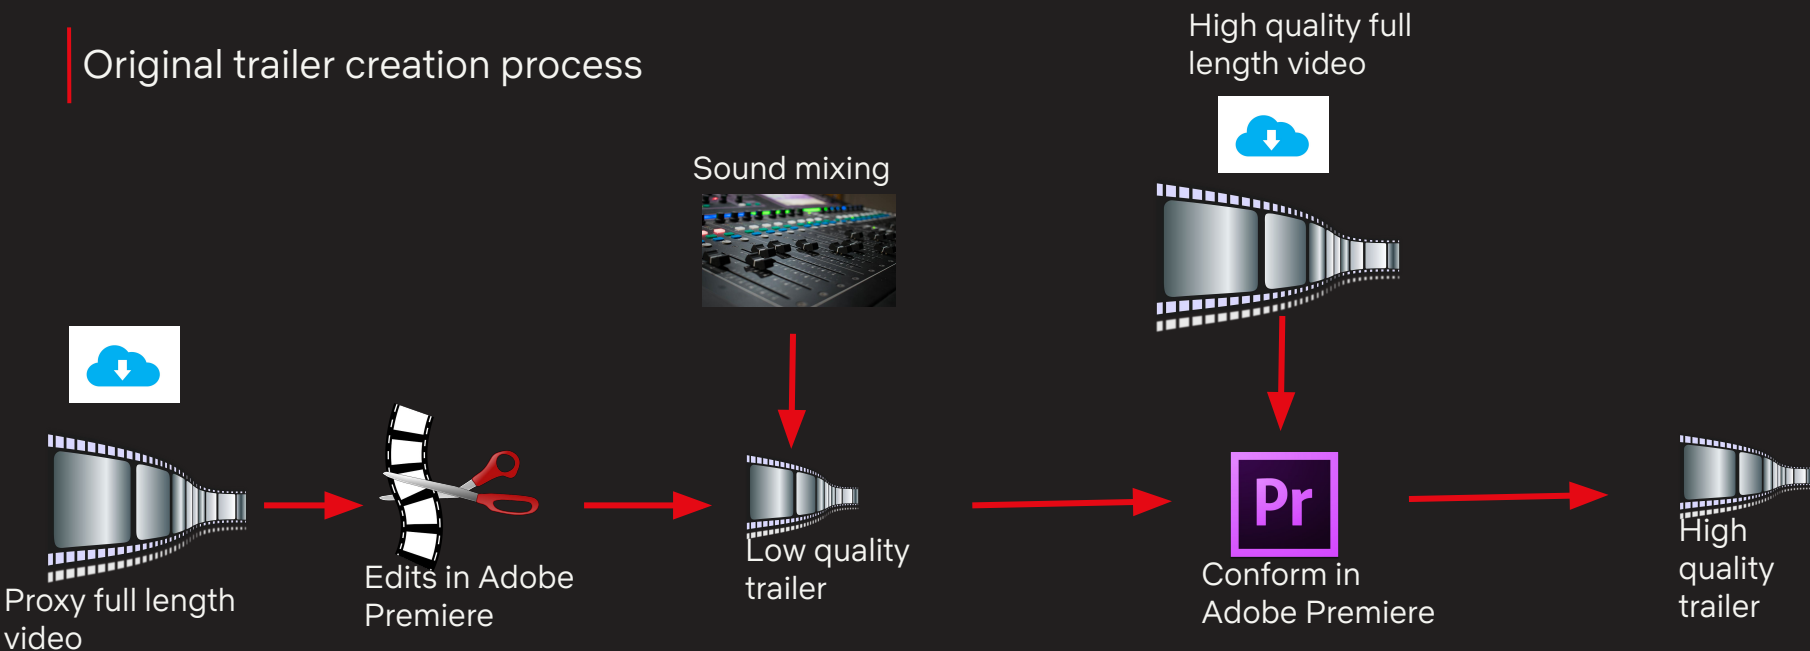 Original trailer creation process
High quality full
length video
Sound mixing
Proxy full length
video
Edits in Adobe
Premiere
Low quality
trailer
Pr
Conform in
Adobe Premiere
High
quality
trailer